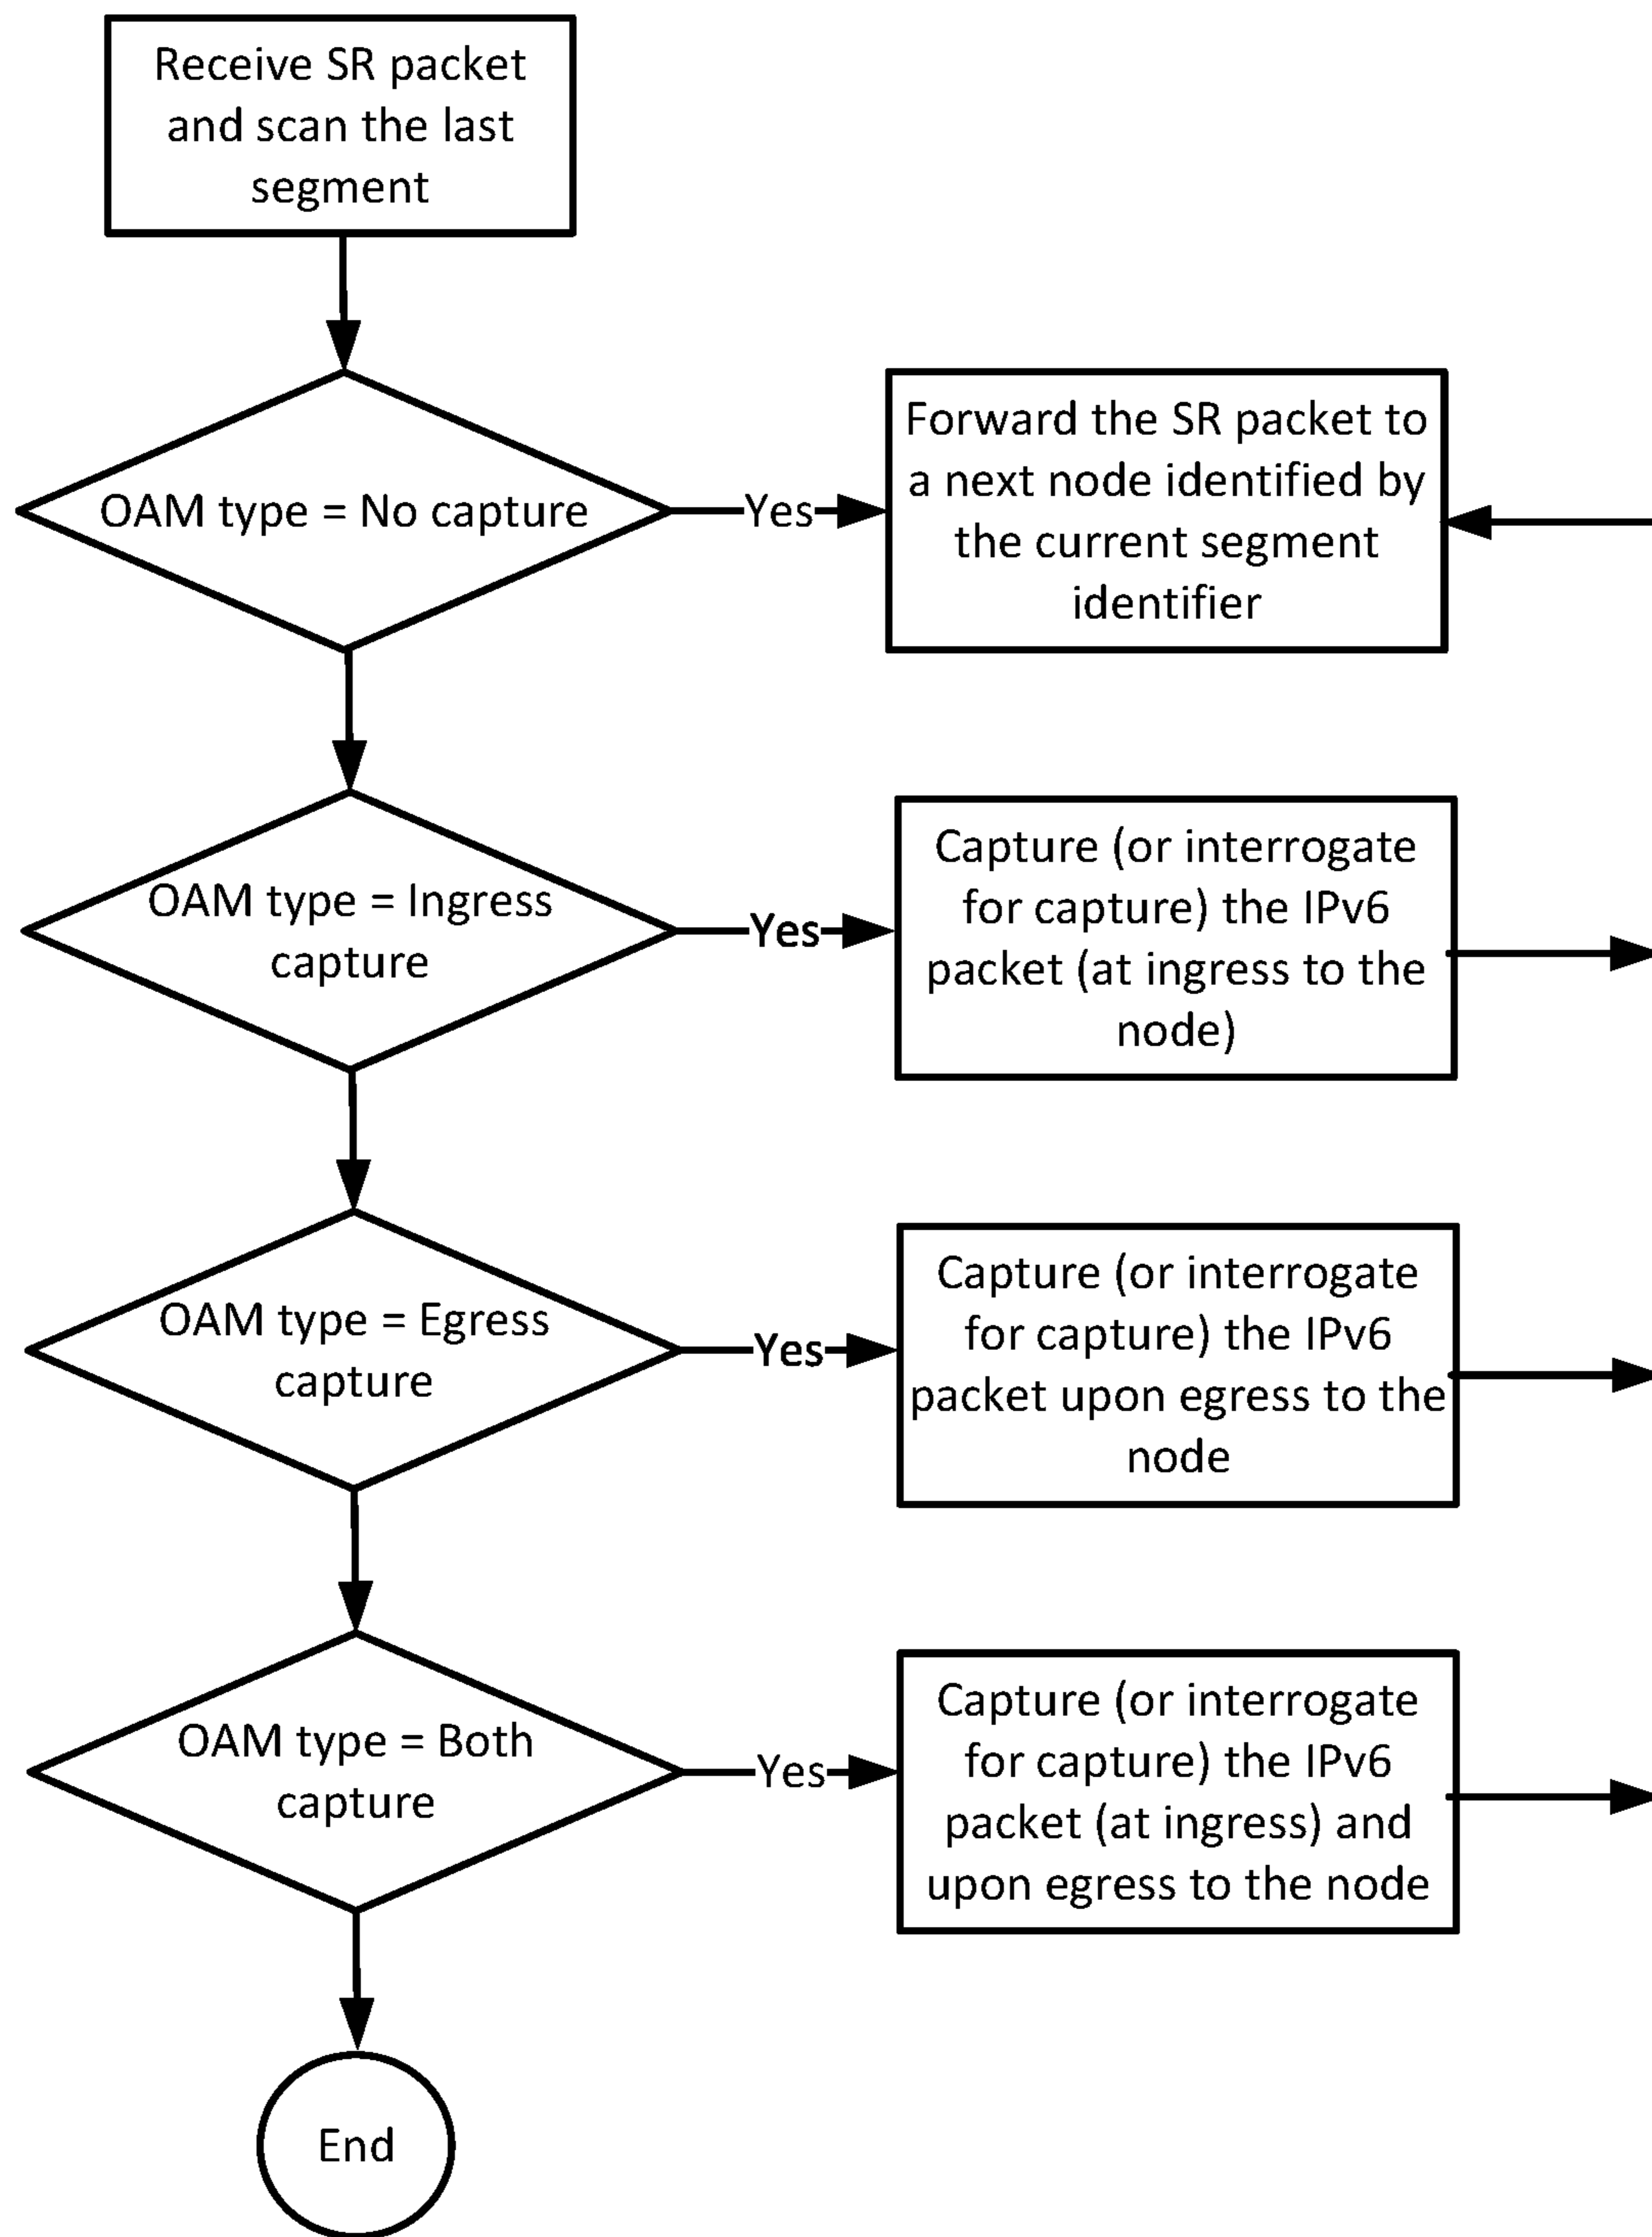 Receive SR packet
and scan the last
segment
OAM type = No capture
Yes
Forward the SR packet to
a next node identified by
the current segment
identifier
OAM type = Ingress
capture
Yes
Capture (or interrogate
for capture) the IPv6
packet (at ingress to the
node)
OAM type = Egress
capture
Yes
Capture (or interrogate
for capture) the IPv6
packet upon egress to the
node
OAM type = Both
capture
Yes
Capture (or interrogate
for capture) the IPv6
packet (at ingress) and
upon egress to the node
End